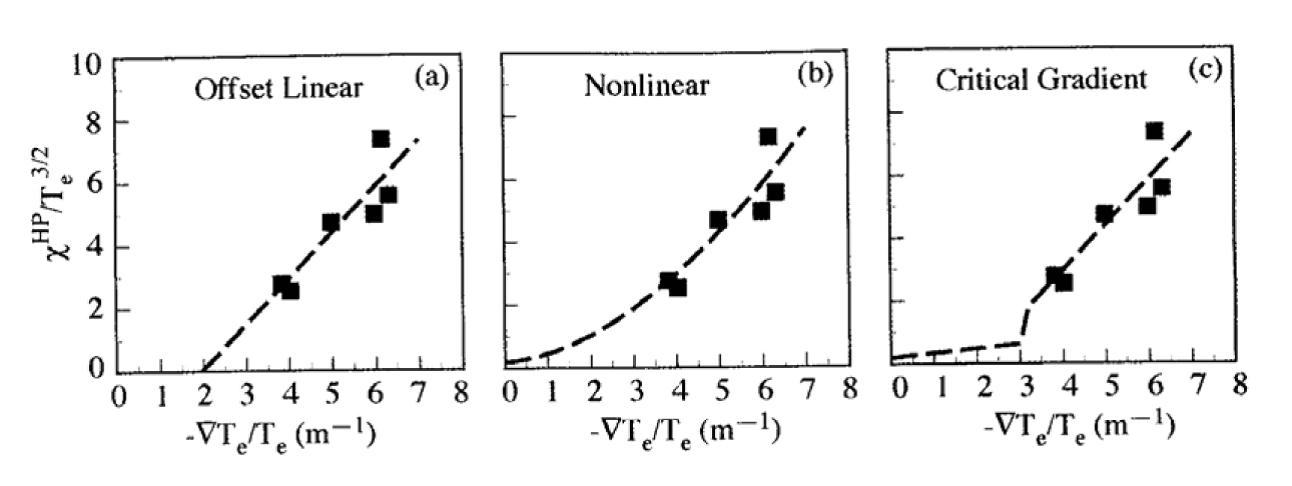 10
8
6
4
2
0
χ^HP/T_e^3/2
Offset Linear
(a)
0 1 2 3 4 5 6 7 8
-∇T_e/T_e (m^−1)
Nonlinear
(b)
0 1 2 3 4 5 6 7 8
-∇T_e/T_e (m^−1)
Critical Gradient
(c)
0 1 2 3 4 5 6 7 8
-∇T_e/T_e (m^−1)